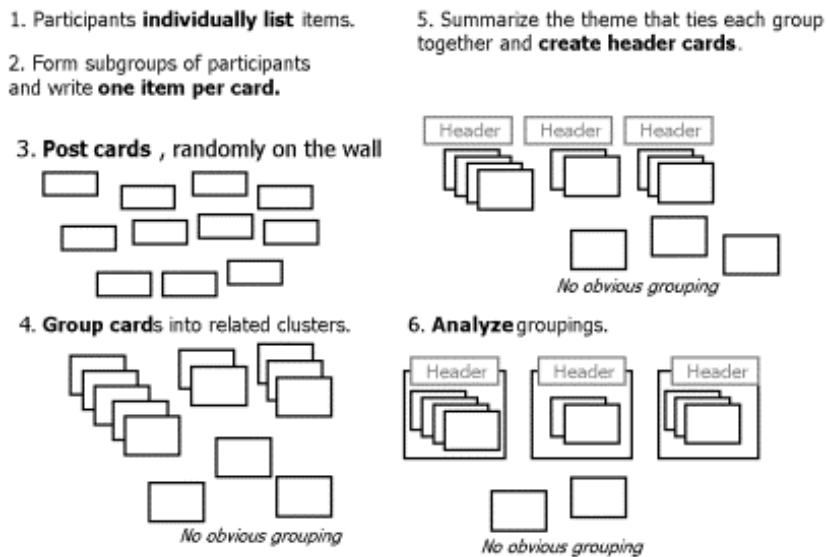 1. Participants individually list items.
2. Form subgroups of participants
and write one item per card.
3. Post cards , randomly on the wall
4. Group cards into related clusters.
No obvious grouping
5. Summarize the theme that ties each group
together and create header cards.
Header Header Header
No obvious grouping
6. Analyze groupings.
Header Header Header
No obvious grouping